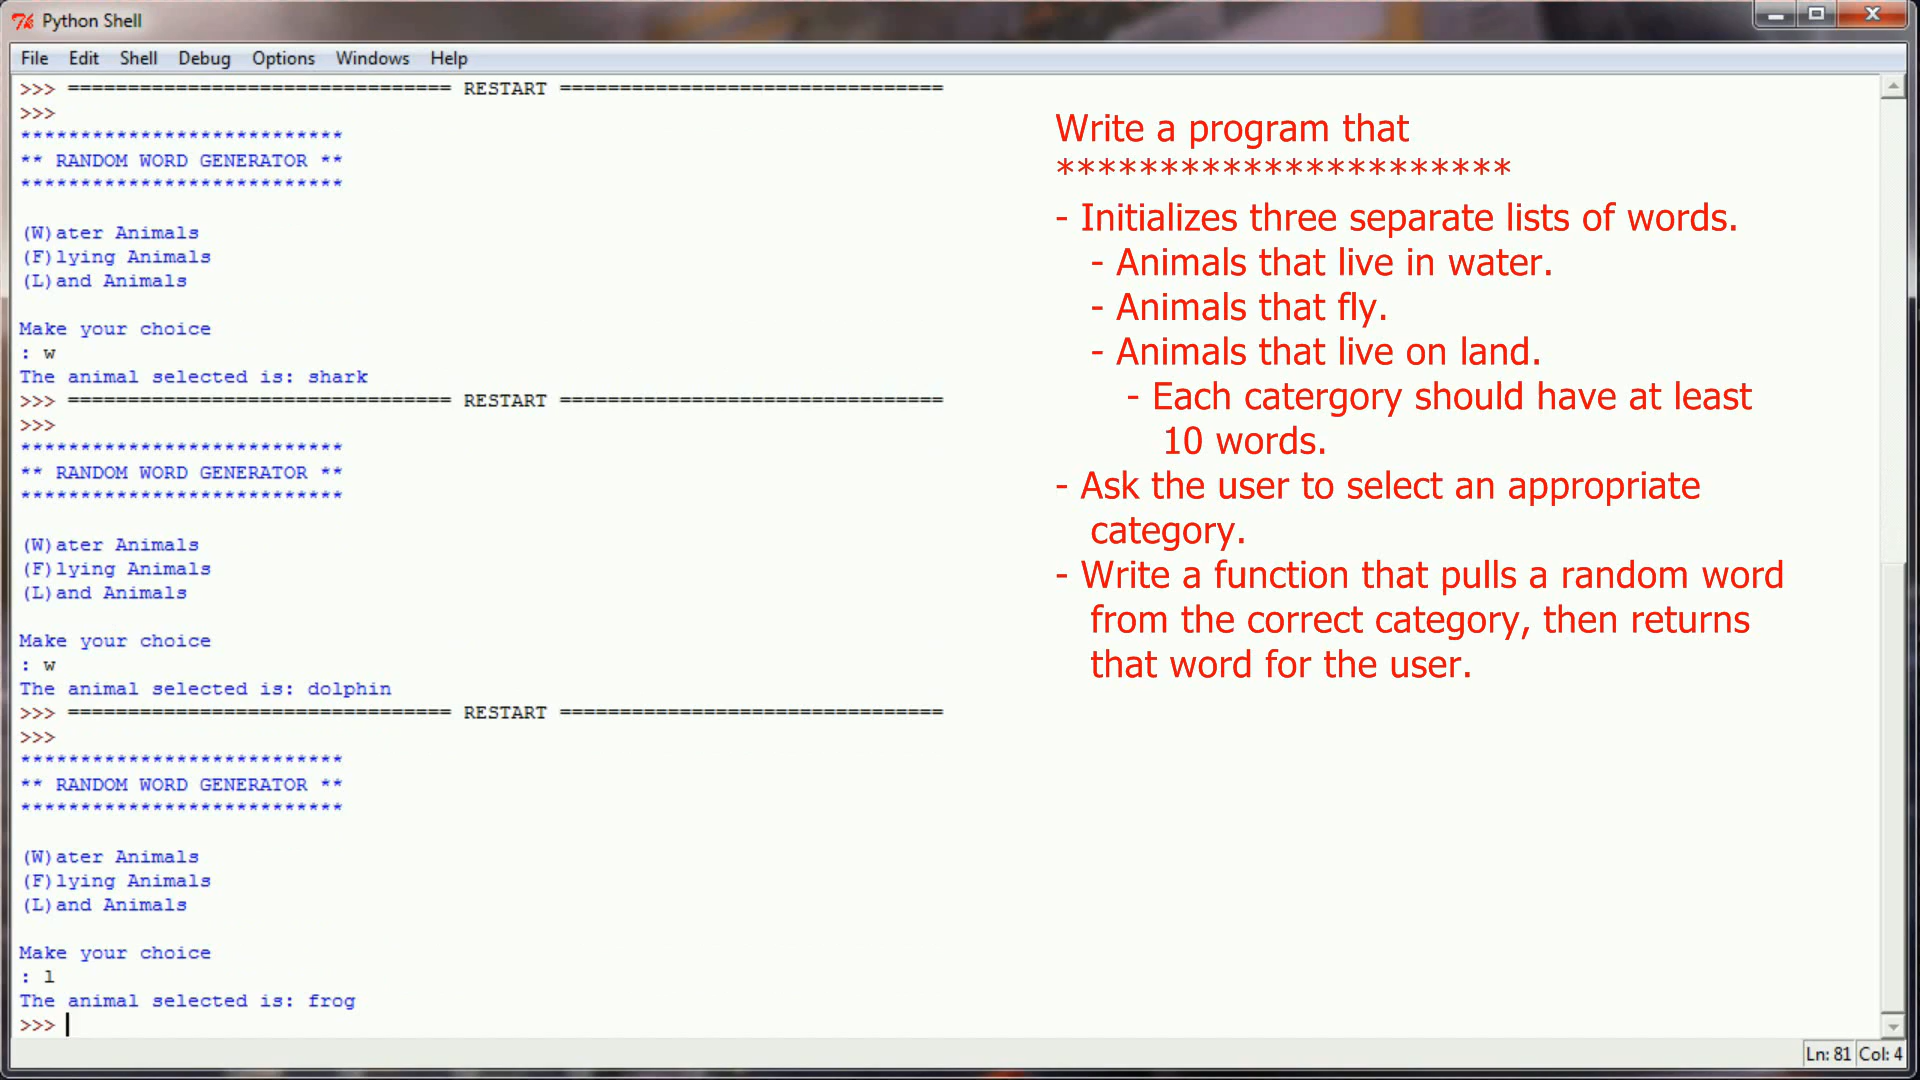 Python Shell
File Edit Shell Debug Options Windows Help
>>> ================================ RESTART ================================
>>>
***************************
** RANDOM WORD GENERATOR **
***************************
(W)ater Animals
(F)lying Animals
(L)and Animals
Make your choice
: w
The animal selected is: shark
>>> ================================ RESTART ================================
>>>
***************************
** RANDOM WORD GENERATOR **
***************************
(W)ater Animals
(F)lying Animals
(L)and Animals
Make your choice
: w
The animal selected is: dolphin
>>> ================================ RESTART ================================
>>>
***************************
** RANDOM WORD GENERATOR **
***************************
(W)ater Animals
(F)lying Animals
(L)and Animals
Make your choice
: l
The animal selected is: frog
>>>
Write a program that
**********************
- Initializes three separate lists of words.
- Animals that live in water.
- Animals that fly.
- Animals that live on land.
- Each catergory should have at least
10 words.
- Ask the user to select an appropriate
category.
- Write a function that pulls a random word
from the correct category, then returns
that word for the user.
Ln: 81 Col: 4